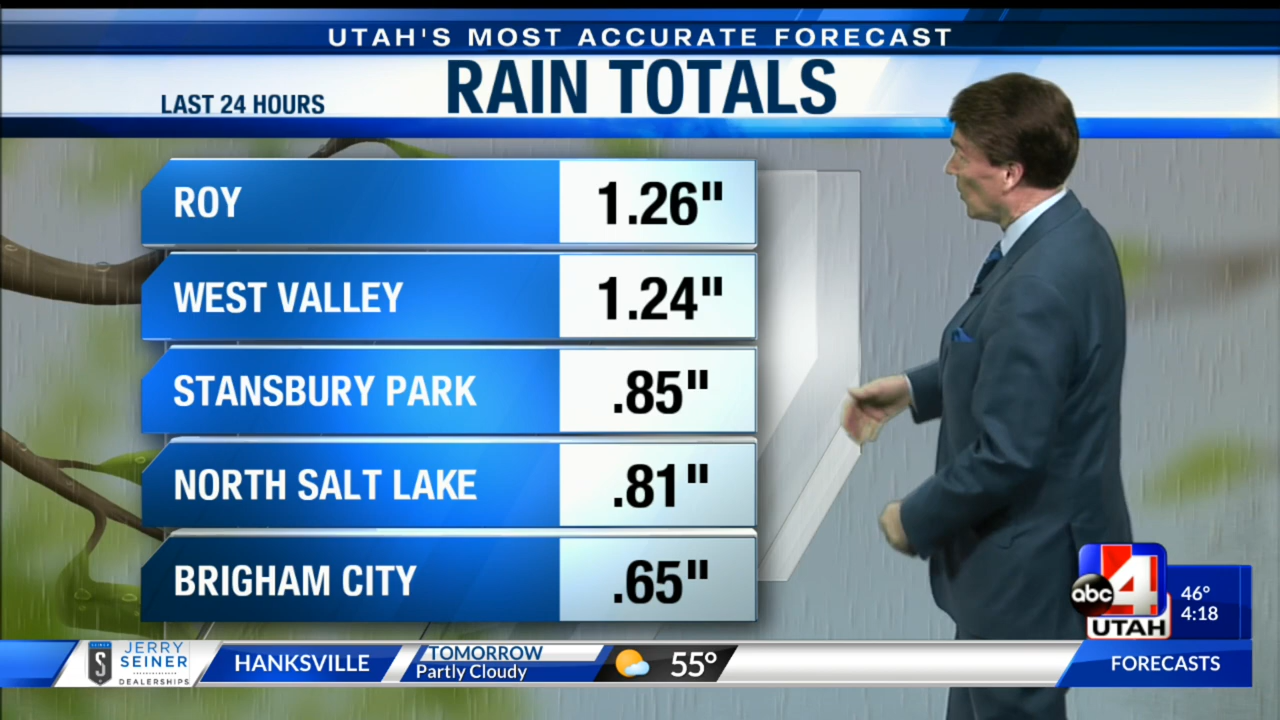 UTAH'S MOST ACCURATE FORECAST
LAST 24 HOURS
RAIN TOTALS
ROY 1.26"
WEST VALLEY 1.24"
STANSBURY PARK .85"
NORTH SALT LAKE .81"
BRIGHAM CITY .65"
abc 4
UTAH
46°
4:18
SEINER
S
JERRY
SEINER
DEALERSHIPS
HANKSVILLE
TOMORROW
Partly Cloudy
55°
FORECASTS